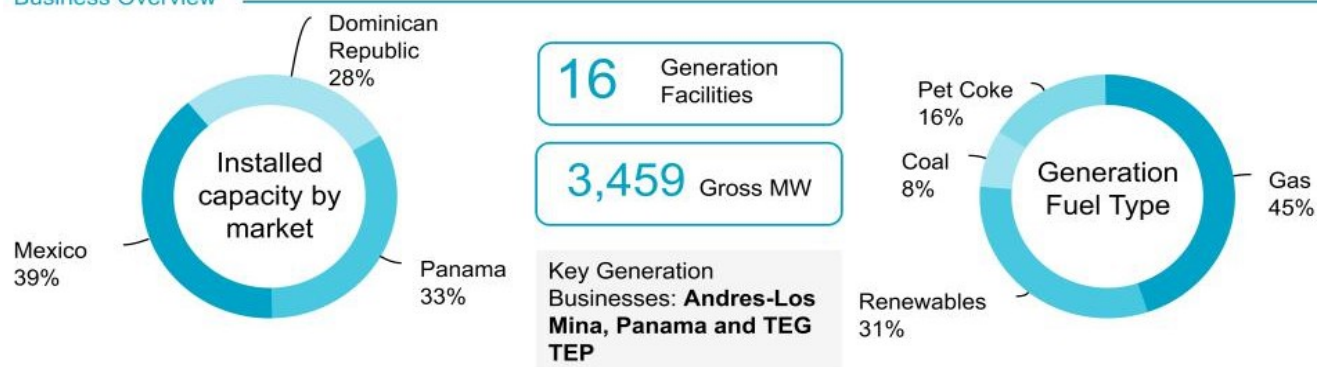 Business Overview
Dominican
Republic
28%
Installed
capacity by
market
Mexico
39%
Panama
33%
16 Generation
Facilities
3,459 Gross MW
Key Generation
Businesses: Andres-Los
Mina, Panama and TEG
TEP
Pet Coke
16%
Coal
8%
Generation
Fuel Type
Gas
45%
Renewables
31%